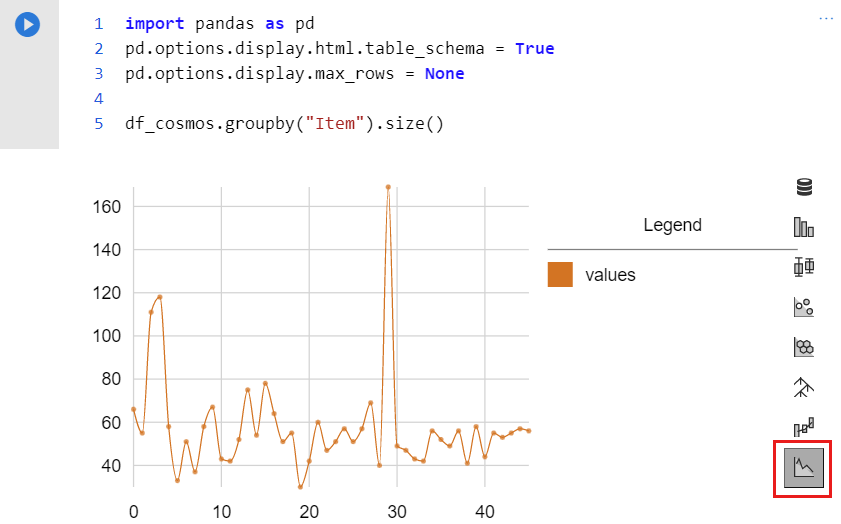 1 import pandas as pd
2 pd.options.display.html.table_schema = True
3 pd.options.display.max_rows = None
4
5 df_cosmos.groupby("Item").size()
...
160
140
120
100
80
60
40
0 10 20 30 40
Legend
values